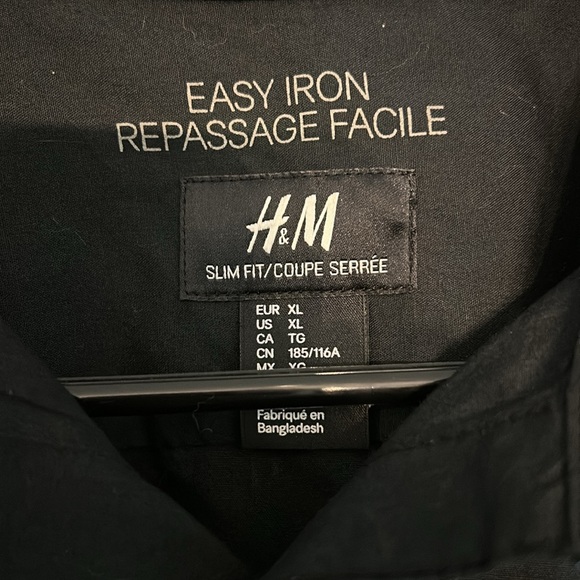 EASY IRON
REPASSAGE FACILE
H&M
SLIM FIT/COUPE SERRÉE
EUR XL
US XL
CA TG
CN 185/116A
MX XG
Fabriqué en
Bangladesh